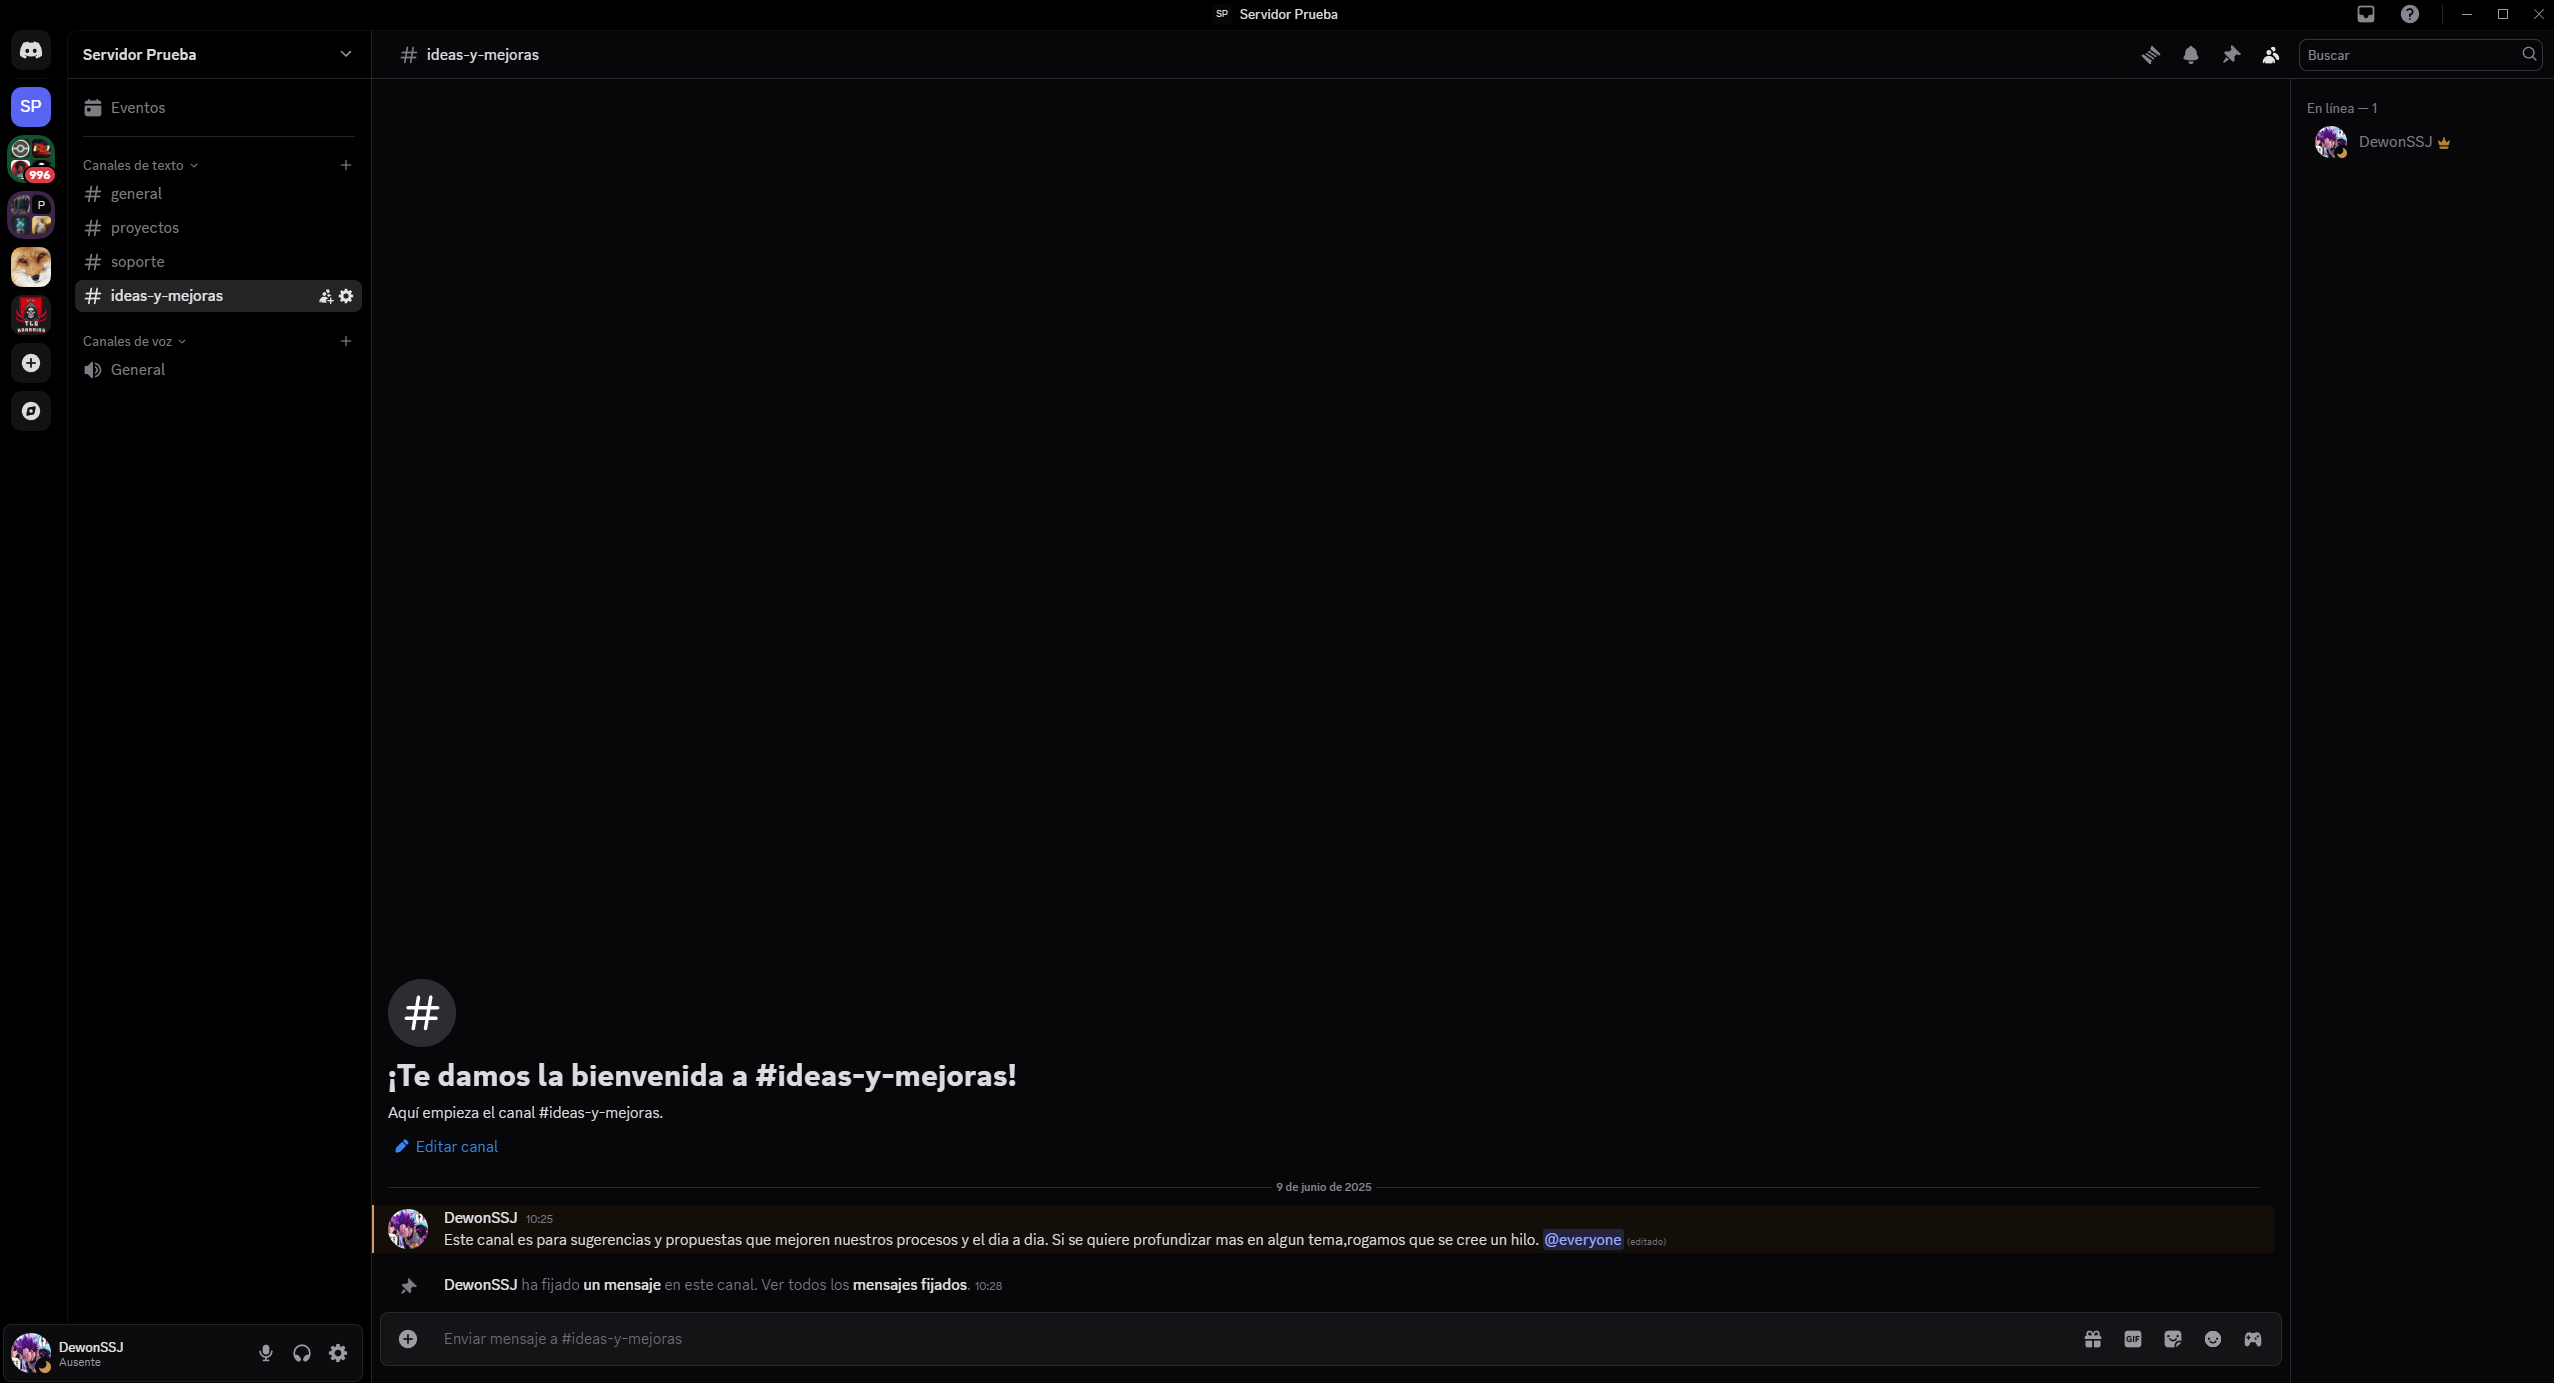 SP Servidor Prueba
Servidor Prueba
ideas-y-mejoras
Buscar
SP
996
P
TLG
Eventos
Canales de texto
general
proyectos
soporte
ideas-y-mejoras
Canales de voz
General
En línea — 1
DewonSSJ
#
¡Te damos la bienvenida a #ideas-y-mejoras!
Aquí empieza el canal #ideas-y-mejoras.
Editar canal
9 de junio de 2025
DewonSSJ 10:25
Este canal es para sugerencias y propuestas que mejoren nuestros procesos y el dia a dia. Si se quiere profundizar mas en algun tema,rogamos que se cree un hilo. @everyone (editado)
DewonSSJ ha fijado un mensaje en este canal. Ver todos los mensajes fijados. 10:28
Enviar mensaje a #ideas-y-mejoras
GIF
DewonSSJ
Ausente